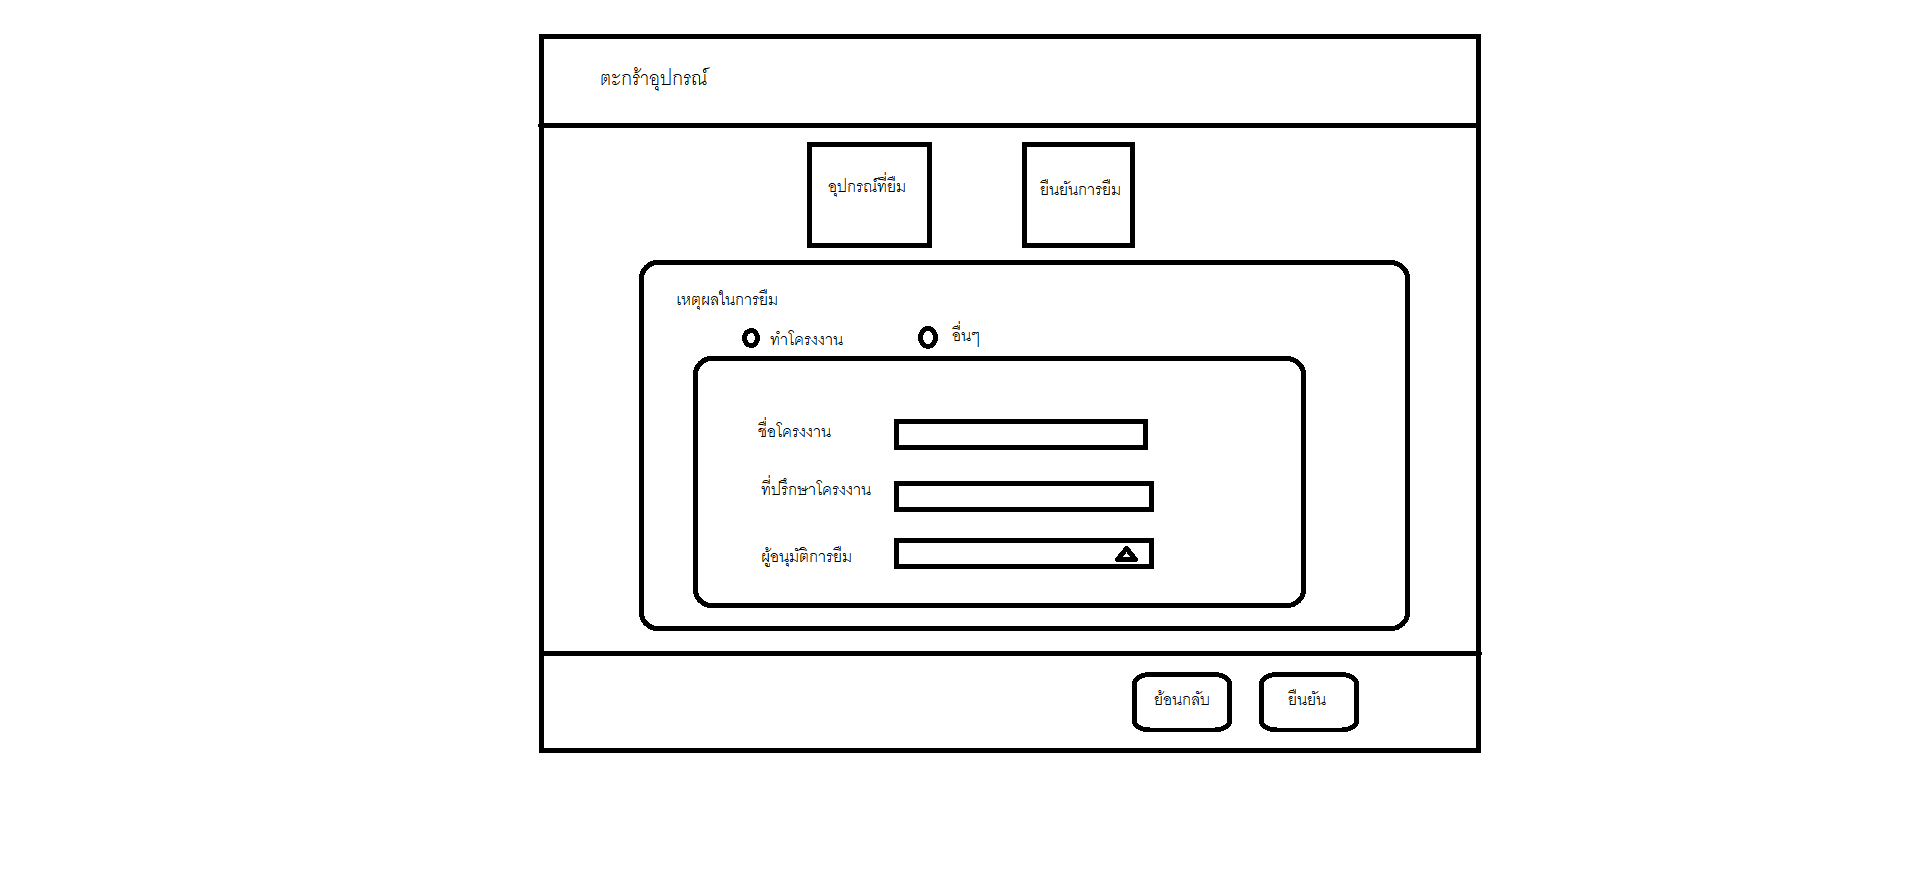 ตะกร้าอุปกรณ์
อุปกรณ์ที่ยืม
ยืนยันการยืม
เหตุผลในการยืม
ทำโครงงาน
อื่นๆ
ชื่อโครงงาน
ที่ปรึกษาโครงงาน
ผู้อนุมัติการยืม
ย้อนกลับ
ยืนยัน